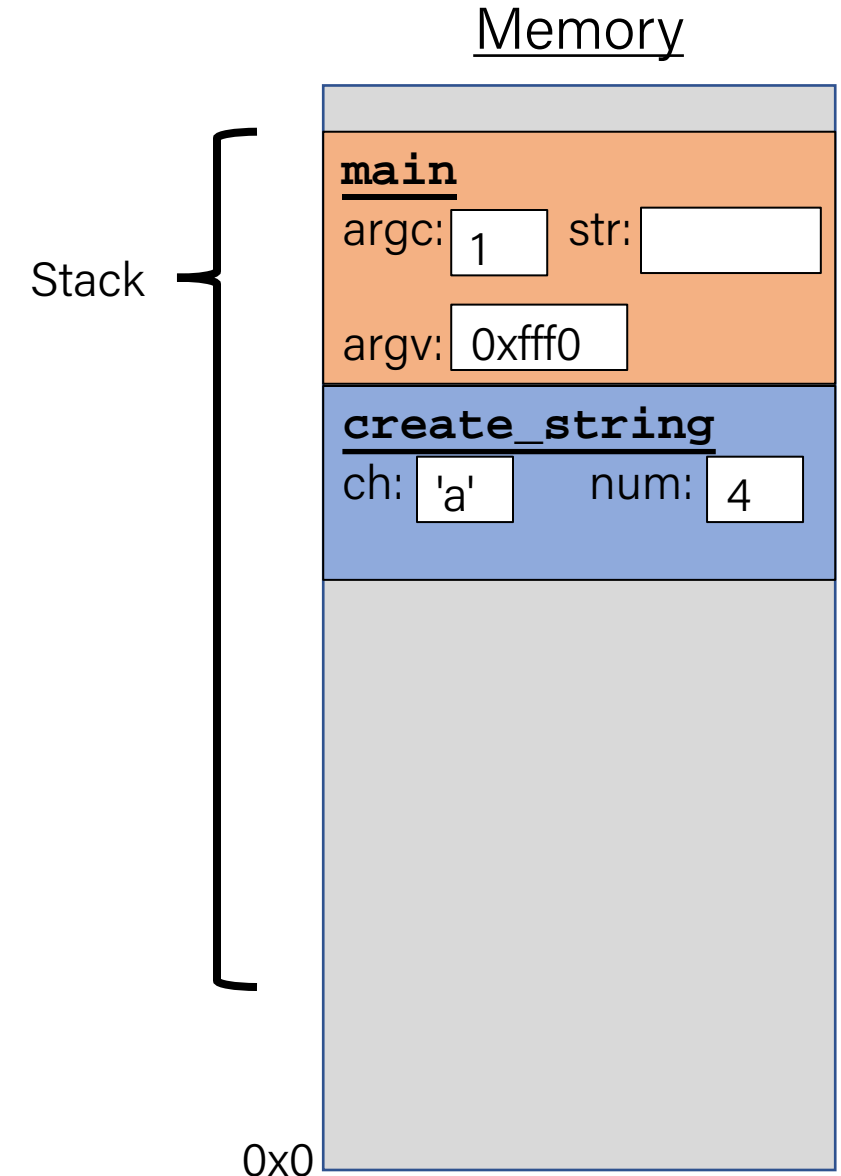 Memory
main
argc: 1 str:
Stack
argv: 0xfff0
create_string
ch: 'a' num: 4
0x0